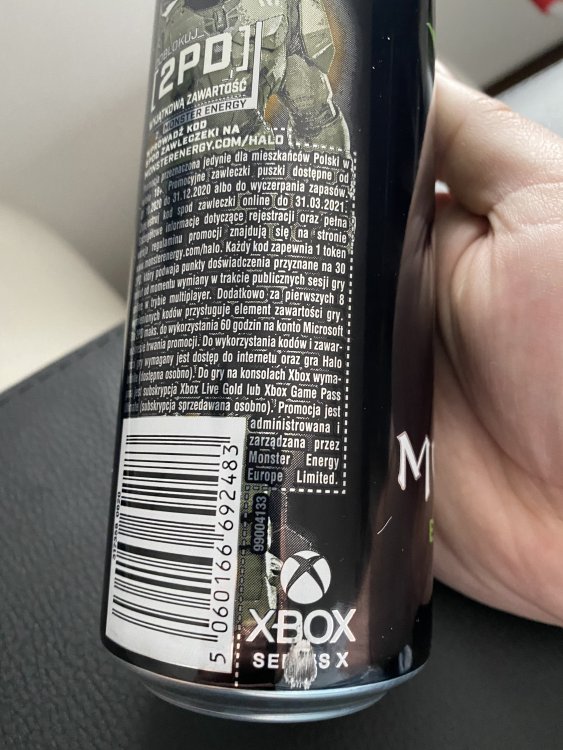 [2PD]
ZAWARTOŚĆ
MONSTER ENERGY
KOD
ZAWLECZKI NA
MONSTERENERGY.COM/HALO
przeznaczona jedynie dla mieszkańców Polski w
18+. Promocyjne zawleczki puszki dostępne od
2020 do 31.12.2020 albo do wyczerpania zapasów.
kod spod zawleczki online do 31.03.2021.
informacje dotyczące rejestracji oraz pełna
regulaminu promocji znajdują się na stronie
.monsterenergy.com/halo. Każdy kod zapewnia 1 token
który podwaja punkty doświadczenia przyznane na 30
od momentu wymiany w trakcie publicznych sesji gry
w trybie multiplayer. Dodatkowo za pierwszych 8
kodów przysługuje element zawartości gry.
maks. do wykorzystania 60 godzin na konto Microsoft
trwania promocji. Do wykorzystania kodów i zawar-
gry wymagany jest dostęp do internetu oraz gra Halo
(dostępna osobno). Do gry na konsolach Xbox wyma-
jest subskrypcja Xbox Live Gold lub Xbox Game Pass
(subskrypcja sprzedawana osobno). Promocja jest
administrowana i
zarządzana przez
Monster Energy
Europe Limited.
5 060166 692483
99004133
XBOX
SERIES X
M